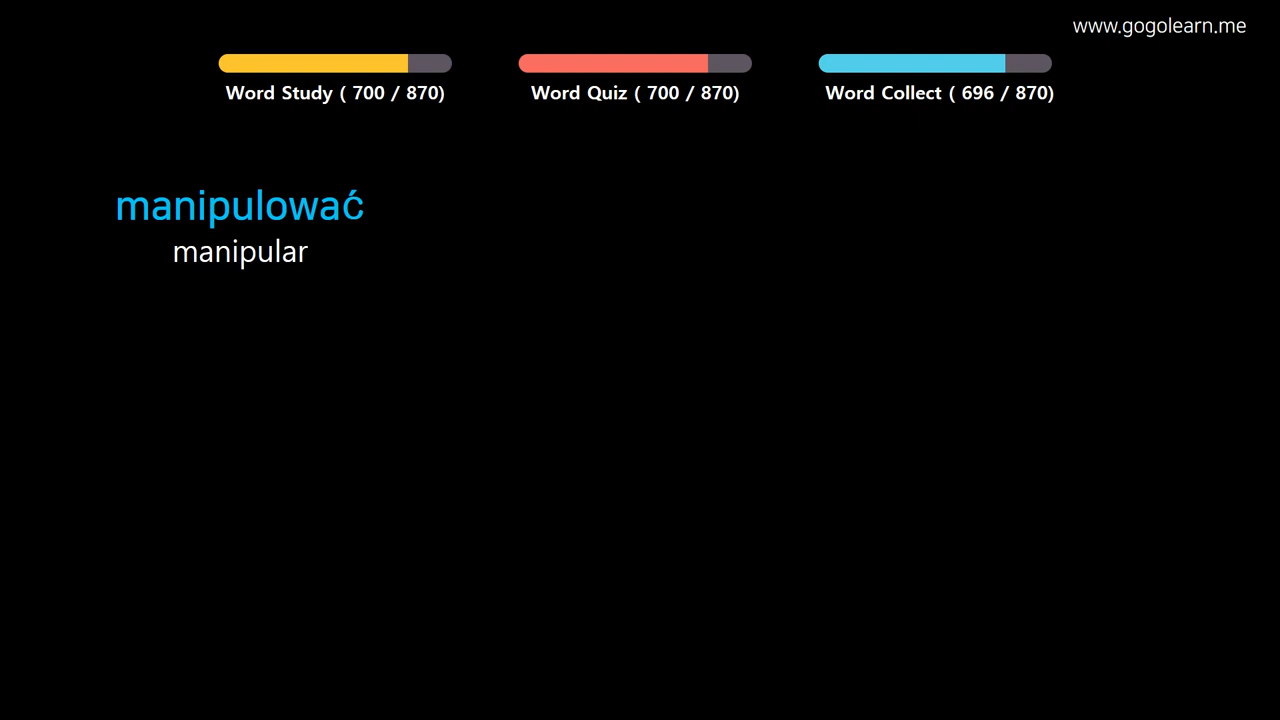 www.gogolearn.me
Word Study ( 700 / 870)
Word Quiz ( 700 / 870)
Word Collect ( 696 / 870)
manipulować
manipular